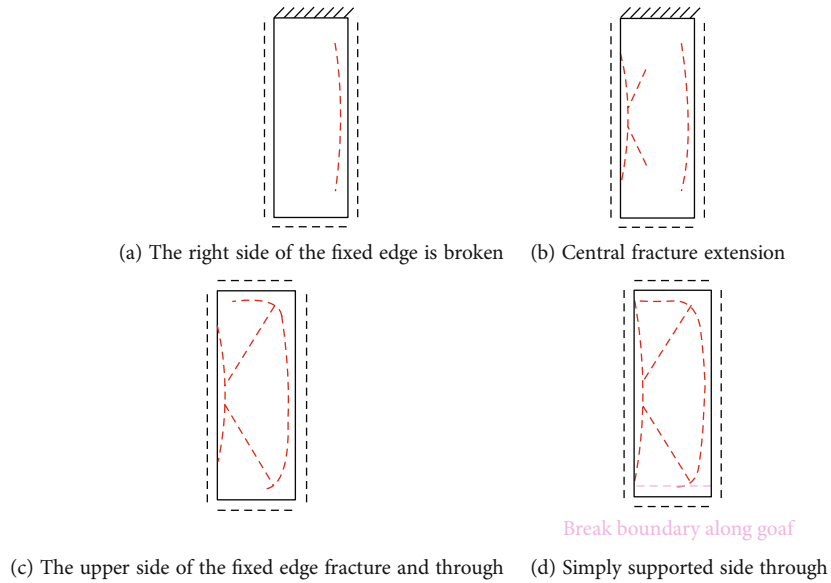 (a) The right side of the fixed edge is broken
(b) Central fracture extension
Break boundary along goaf
(c) The upper side of the fixed edge fracture and through
(d) Simply supported side through